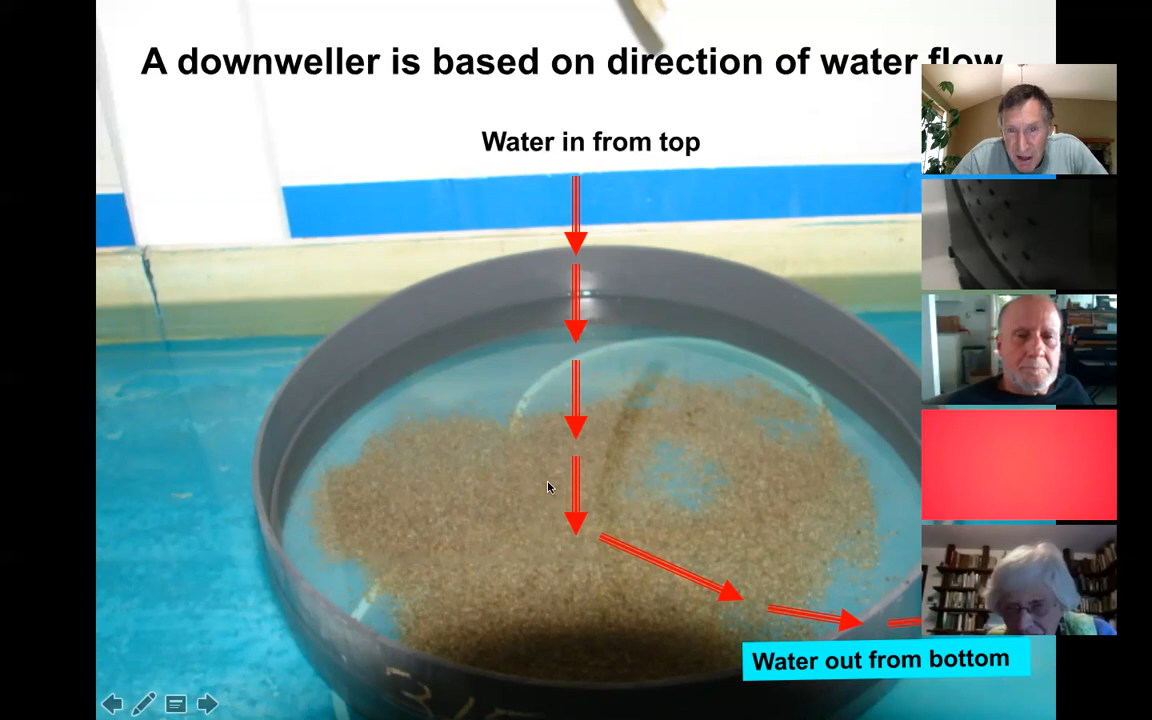 A downweller is based on direction of water flow
Water in from top
Water out from bottom